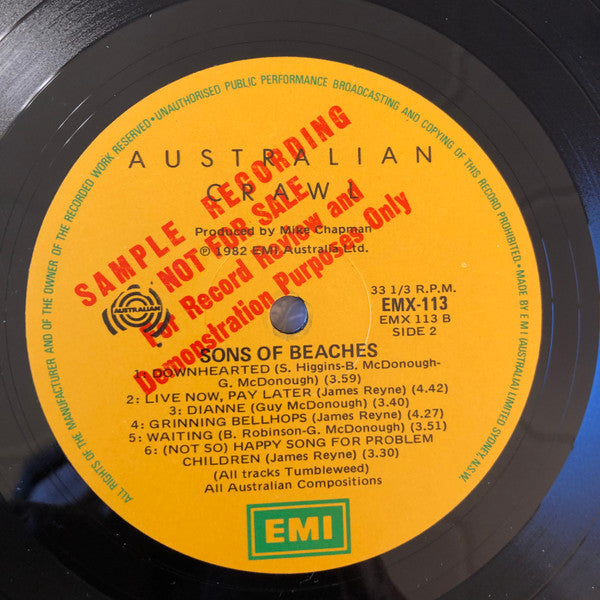 ALL RIGHTS OF THE MANUFACTURER AND OF THE OWNER OF THE RECORDED WORK RESERVED • UNAUTHORISED PUBLIC PERFORMANCE BROADCASTING AND COPYING OF THIS RECORD PROHIBITED • MADE BY E M I (AUSTRALIA) LIMITED SYDNEY, N.S.W.
AUSTRALIAN
CRAWL
Produced by Mike Chapman
℗ 1982 EMI Australia Ltd.
SAMPLE RECORDING
NOT FOR SALE
For Record Review and
Demonstration Purposes Only
AUSTRALIAN
33 1/3 R.P.M.
EMX-113
EMX 113 B
SIDE 2
SONS OF BEACHES
1: DOWNHEARTED (S. Higgins-B. McDonough-
G. McDonough) (3.59)
2: LIVE NOW, PAY LATER (James Reyne) (4.42)
3: DIANNE (Guy McDonough) (3.40)
4: GRINNING BELLHOPS (James Reyne) (4.27)
5: WAITING (B. Robinson-G. McDonough) (3.51)
6: (NOT SO) HAPPY SONG FOR PROBLEM
CHILDREN (James Reyne) (3.30)
(All tracks Tumbleweed)
All Australian Compositions
EMI